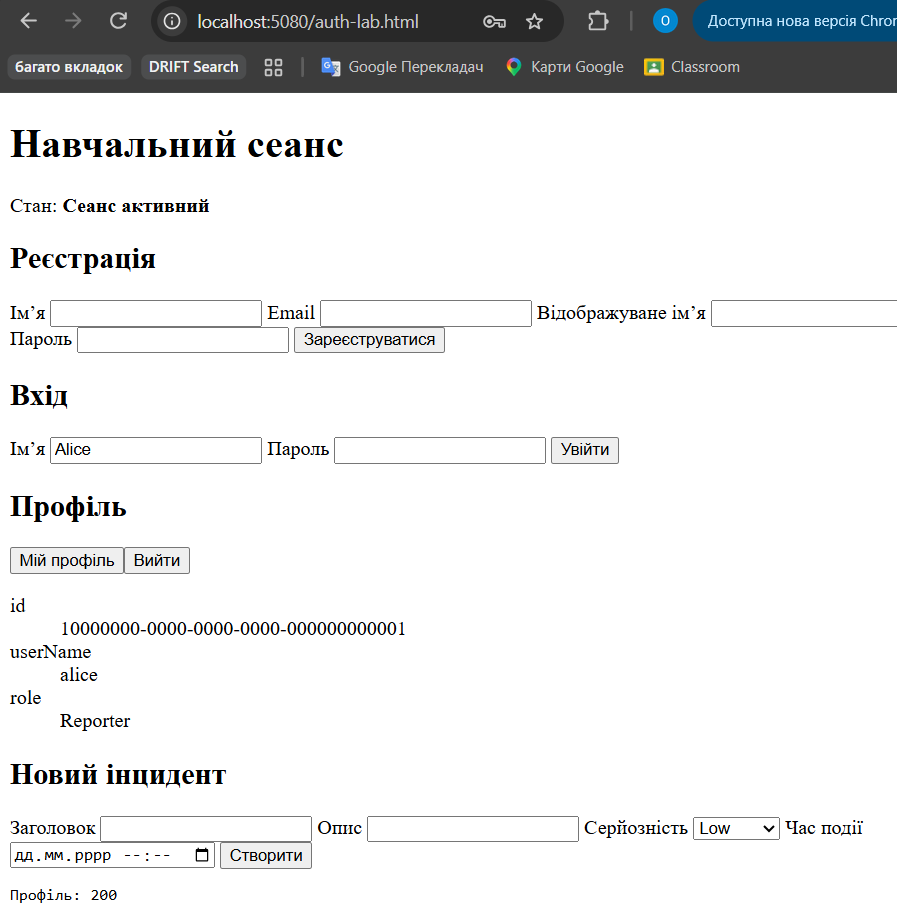 localhost:5080/auth-lab.html
О
Доступна нова версія Chro
багато вкладок DRIFT Search Google Перекладач Карти Google Classroom
Навчальний сеанс
Стан: Сеанс активний
Реєстрація
Ім’я Email Відображуване ім’я
Пароль Зареєструватися
Вхід
Ім’я Alice Пароль Увійти
Профіль
Мій профіль Вийти
id
10000000-0000-0000-0000-000000000001
userName
alice
role
Reporter
Новий інцидент
Заголовок Опис Серйозність Low Час події
дд.мм.рррр --:-- Створити
Профіль: 200